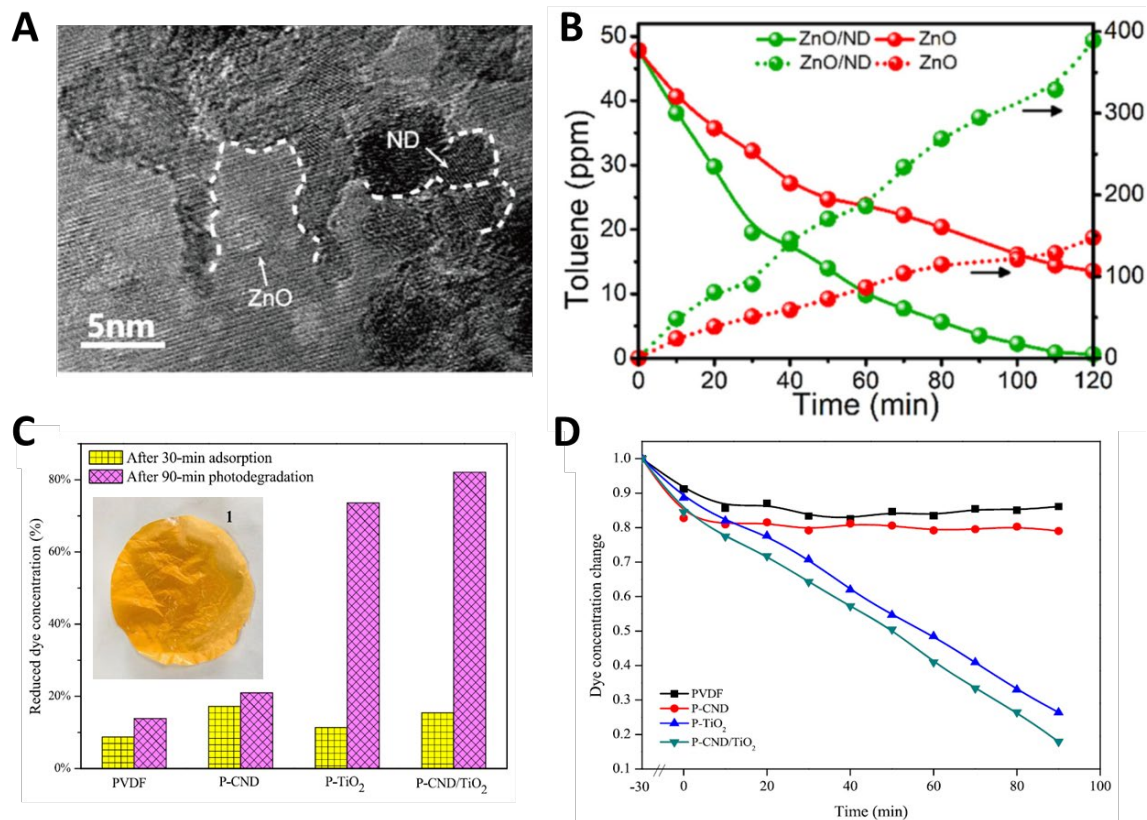 A
ND
ZnO
5nm
B
ZnO/ND ZnO
ZnO/ND ZnO
Toluene (ppm)
50
40
30
20
10
0
400
300
200
100
0
0 20 40 60 80 100 120
Time (min)
C
After 30-min adsorption
After 90-min photodegradation
1
Reduced dye concentration (%)
80%
60%
40%
20%
0%
PVDF P-CND P-TiO₂ P-CND/TiO₂
D
Dye concentration change
1.0
0.9
0.8
0.7
0.6
0.5
0.4
0.3
0.2
0.1
PVDF
P-CND
P-TiO₂
P-CND/TiO₂
-30 0 20 40 60 80 100
Time (min)